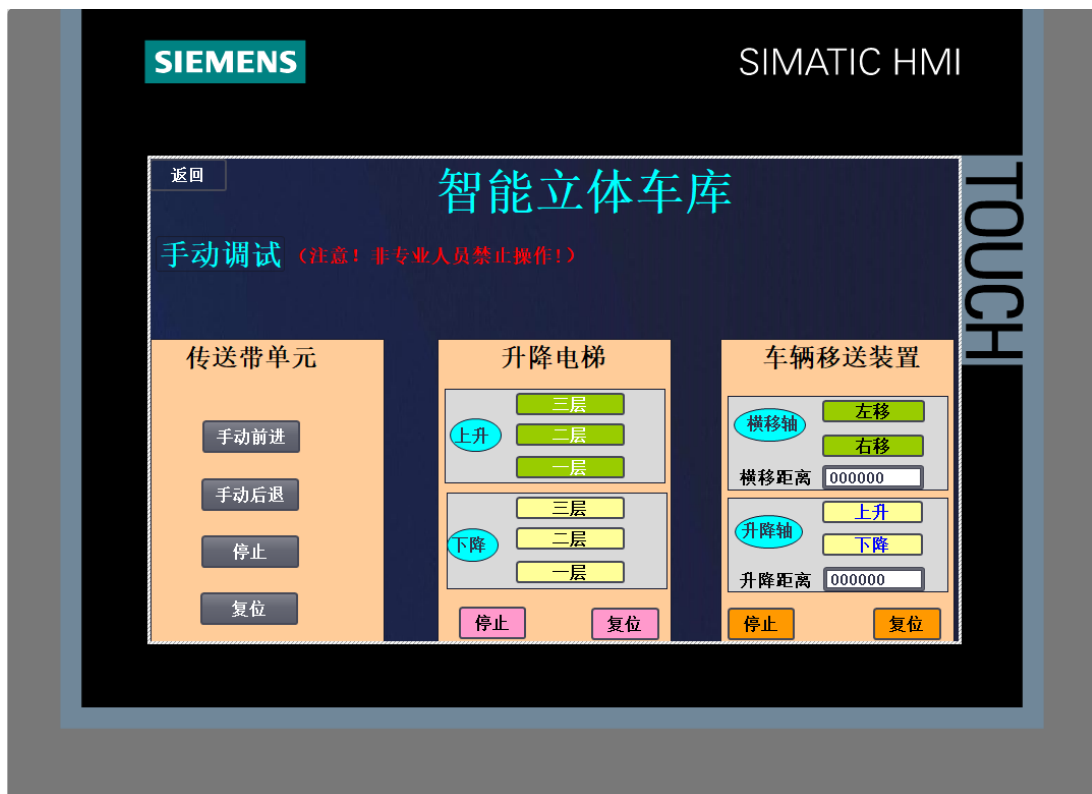 SIEMENS
SIMATIC HMI
TOUCH
返回
智能立体车库
手动调试
（注意！非专业人员禁止操作!）
传送带单元
手动前进
手动后退
停止
复位
升降电梯
上升
三层
二层
一层
下降
三层
二层
一层
停止
复位
车辆移送装置
横移轴
左移
右移
横移距离 000000
升降轴
上升
下降
升降距离 000000
停止
复位